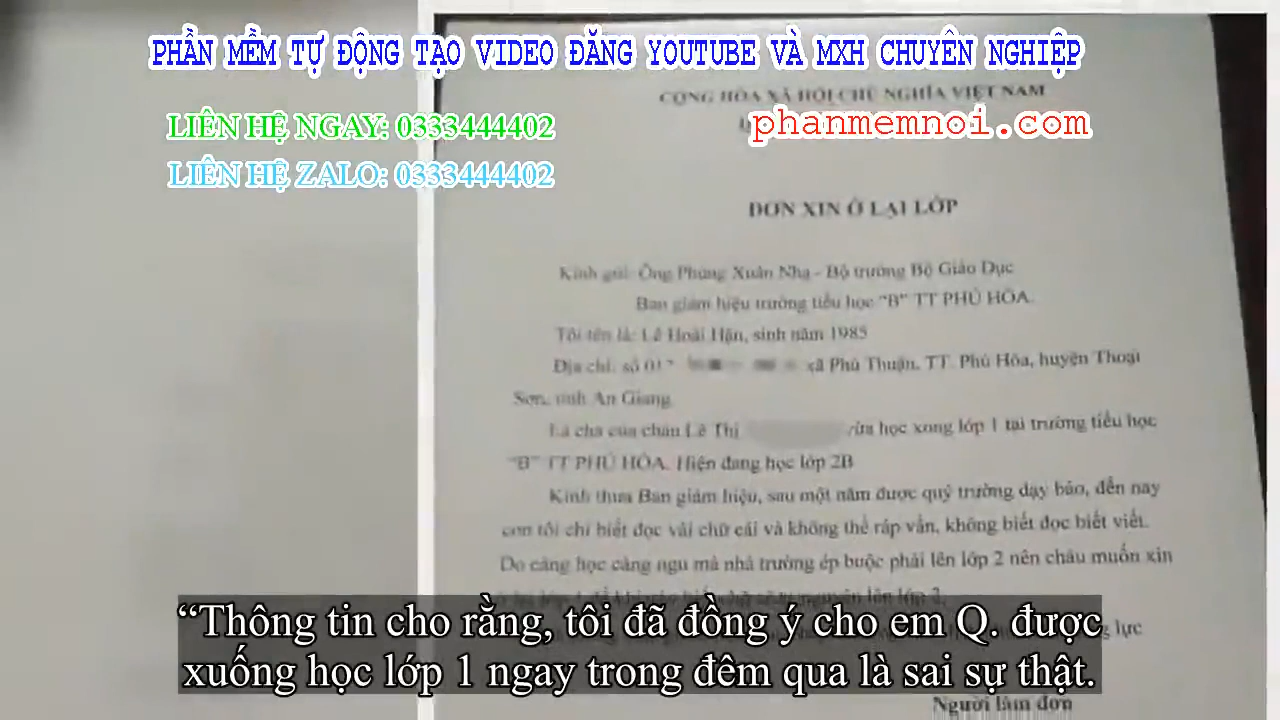 PHẦN MỀM TỰ ĐỘNG TẠO VIDEO ĐĂNG YOUTUBE VÀ MXH CHUYÊN NGHIỆP
CỘNG HÒA XÃ HỘI CHỦ NGHĨA VIỆT NAM
LIÊN HỆ NGAY: 0333444402
phanmemnoi.com
LIÊN HỆ ZALO: 0333444402
ĐƠN XIN Ở LẠI LỚP
Kính gửi: Ông Phùng Xuân Nhạ - Bộ trưởng Bộ Giáo Dục
Ban giám hiệu trường tiểu học "B" TT PHÚ HÒA.
Tôi tên là: Lê Hoài Hận, sinh năm 1985
Địa chỉ: số 01 xã Phú Thuận, TT. Phú Hòa, huyện Thoại
Sơn, tỉnh An Giang
Là cha của cháu Lê Thị học xong lớp 1 tại trường tiểu học
"B" TT PHÚ HÒA. Hiện đang học lớp 2B
Kính thưa Ban giám hiệu, sau một năm được quý trường dạy bảo, đến nay
con tôi chỉ biết đọc vài chữ cái và không thể ráp vần, không biết đọc biết viết.
Do càng học càng ngu mà nhà trường ép buộc phải lên lớp 2 nên cháu muốn xin
lực
“Thông tin cho rằng, tôi đã đồng ý cho em Q. được
xuống học lớp 1 ngay trong đêm qua là sai sự thật.
Người làm đơn